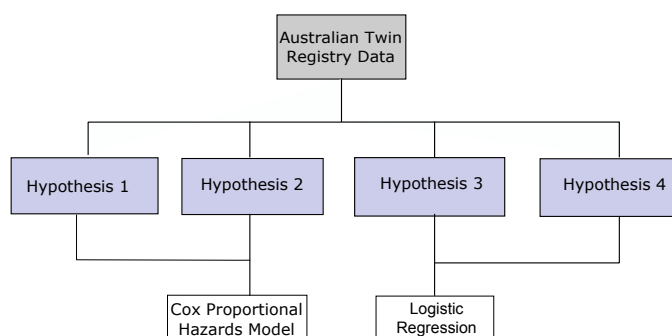 Australian Twin
Registry Data
Hypothesis 1
Hypothesis 2
Hypothesis 3
Hypothesis 4
Cox Proportional
Hazards Model
Logistic
Regression